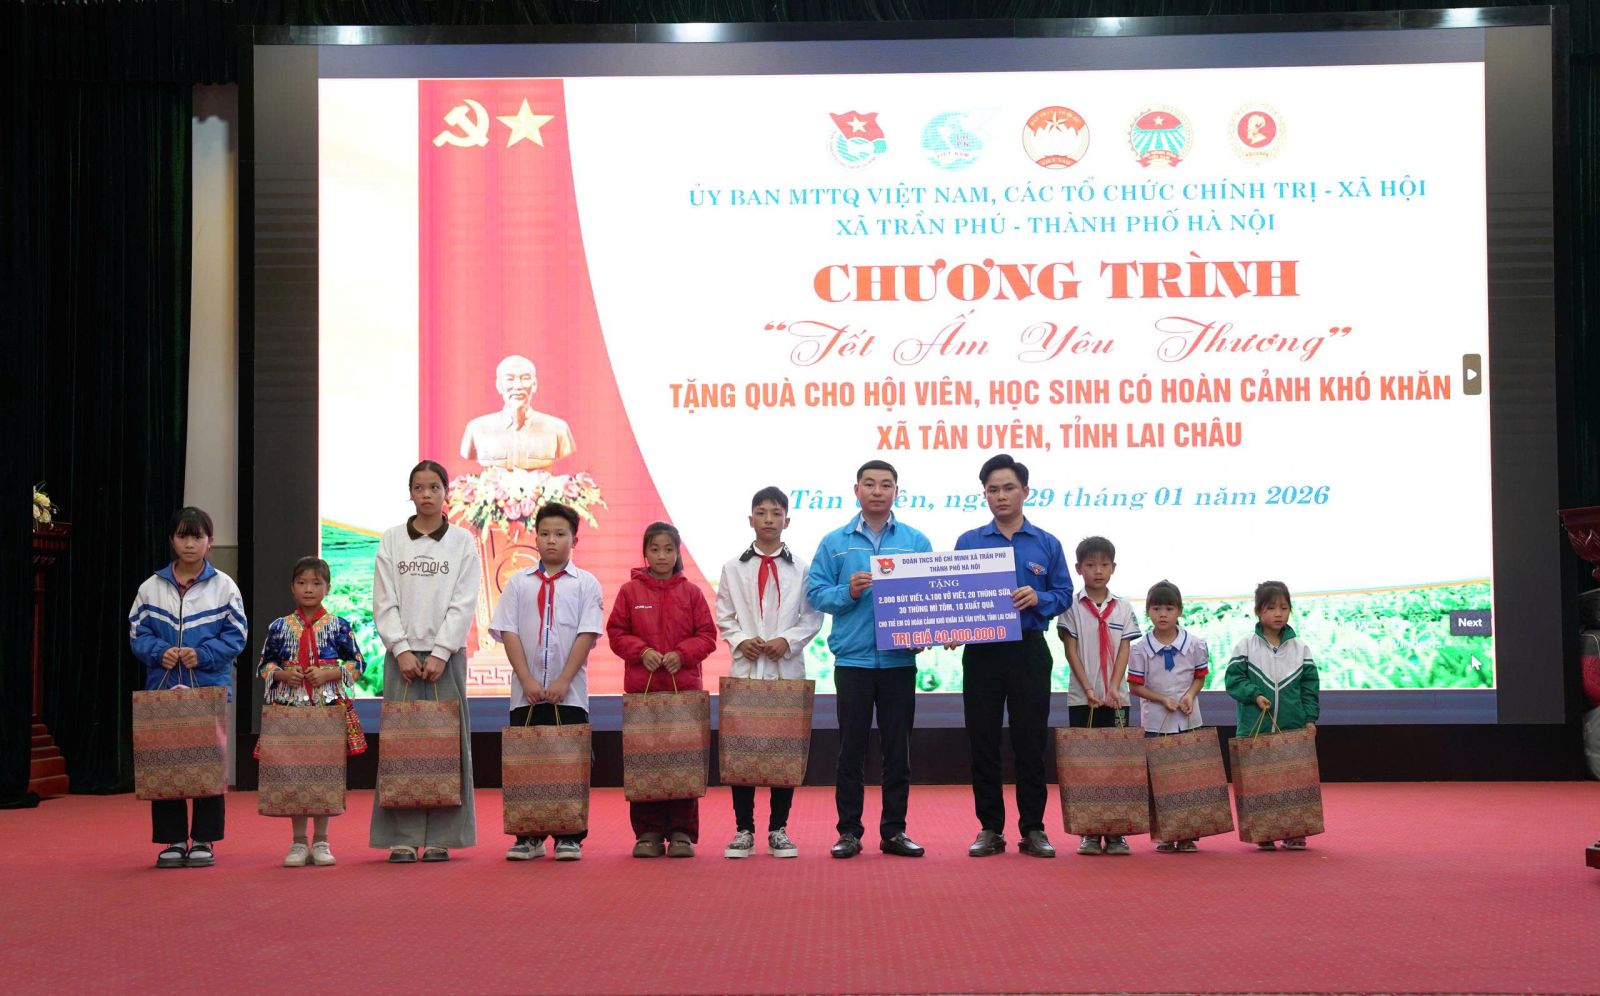 ỦY BAN MTTQ VIỆT NAM, CÁC TỔ CHỨC CHÍNH TRỊ - XÃ HỘI
XÃ TRẦN PHÚ - THÀNH PHỐ HÀ NỘI
CHƯƠNG TRÌNH
“Tết Ấm Yêu Thương”
TẶNG QUÀ CHO HỘI VIÊN, HỌC SINH CÓ HOÀN CẢNH KHÓ KHĂN
XÃ TÂN UYÊN, TỈNH LAI CHÂU
29 tháng 01 năm 2026
ĐOÀN TNCS HỒ CHÍ MINH XÃ TRẦN PHÚ
THÀNH PHỐ HÀ NỘI
TẶNG
2.000 BÚT VIẾT, 4.100 VỞ VIẾT, 20 THÙNG SỮA,
30 THÙNG MÌ TÔM, 10 XUẤT QUÀ
CHO TRẺ EM CÓ HOÀN CẢNH KHÓ KHĂN XÃ TÂN UYÊN, TỈNH LAI CHÂU
TRỊ GIÁ 40.000.000 Đ
Next
VIỆT NAM